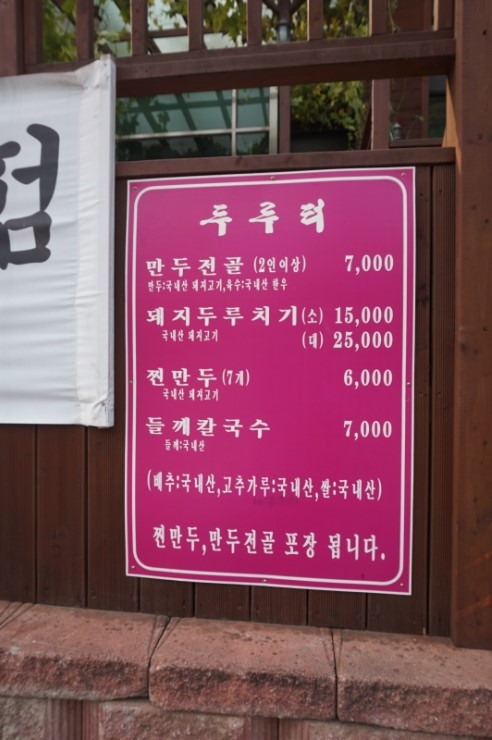 점
두루터
만두전골 (2인이상) 7,000
만두:국내산 돼지고기,육수:국내산 한우
돼지두루치기(소) 15,000
국내산 돼지고기
(대) 25,000
찐만두(7개) 6,000
국내산 돼지고기
들깨칼국수 7,000
들깨:국내산
(배추:국내산,고추가루:국내산,쌀:국내산)
찐만두,만두전골 포장 됩니다.